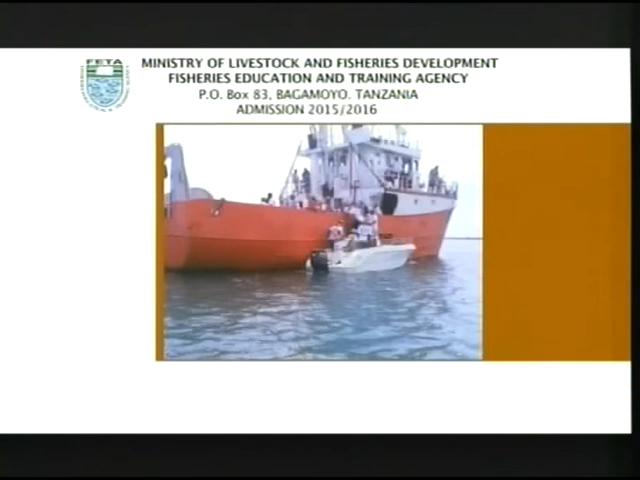 FETA
MINISTRY OF LIVESTOCK AND FISHERIES DEVELOPMENT
FISHERIES EDUCATION AND TRAINING AGENCY
P.O. Box 83, BAGAMOYO. TANZANIA
ADMISSION 2015/2016